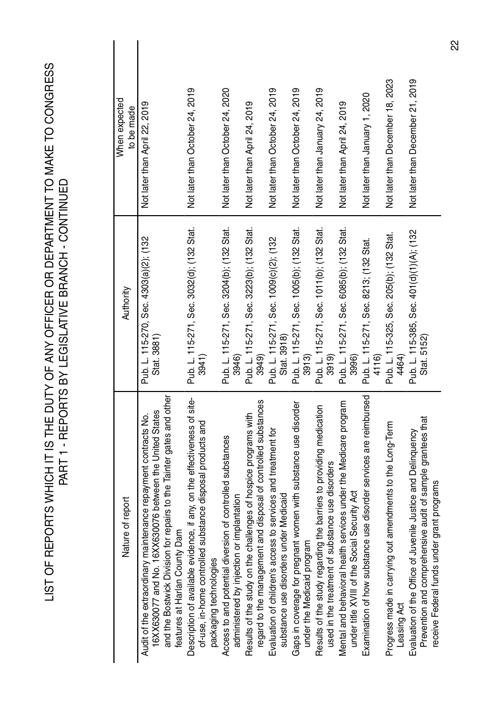 LIST OF REPORTS WHICH IT IS THE DUTY OF ANY OFFICER OR DEPARTMENT TO MAKE TO CONGRESS
PART 1 - REPORTS BY LEGISLATIVE BRANCH - CONTINUED
Nature of report
Authority
When expected
to be made
Audit of the extraordinary maintenance repayment contracts No.
16XX630077 and No. 16XX630076 between the United States
and the Bostwick Division for repairs to the Tainter gates and other
features at Harlan County Dam
Pub. L. 115-270, Sec. 4303(a)(2); (132
Stat. 3881)
Not later than April 22, 2019
Description of available evidence, if any, on the effectiveness of site-
of-use, in-home controlled substance disposal products and
packaging technologies
Pub. L. 115-271, Sec. 3032(d); (132 Stat.
3941)
Not later than October 24, 2019
Access to and potential diversion of controlled substances
administered by injection or implantation
Pub. L. 115-271, Sec. 3204(b); (132 Stat.
3946)
Not later than October 24, 2020
Results of the study on the challenges of hospice programs with
regard to the management and disposal of controlled substances
Pub. L. 115-271, Sec. 3223(b); (132 Stat.
3949)
Not later than April 24, 2019
Evaluation of children's access to services and treatment for
substance use disorders under Medicaid
Pub. L. 115-271, Sec. 1009(c)(2); (132
Stat. 3918)
Not later than October 24, 2019
Gaps in coverage for pregnant women with substance use disorder
under the Medicaid program
Pub. L. 115-271, Sec. 1005(b); (132 Stat.
3913)
Not later than October 24, 2019
Results of the study regarding the barriers to providing medication
used in the treatment of substance use disorders
Pub. L. 115-271, Sec. 1011(b); (132 Stat.
3919)
Not later than January 24, 2019
Mental and behavioral health services under the Medicare program
under title XVIII of the Social Security Act
Pub. L. 115-271, Sec. 6085(b); (132 Stat.
3996)
Not later than April 24, 2019
Examination of how substance use disorder services are reimbursed
Pub. L. 115-271, Sec. 8213; (132 Stat.
4116)
Not later than January 1, 2020
Progress made in carrying out amendments to the Long-Term
Leasing Act
Pub. L. 115-325, Sec. 205(b); (132 Stat.
4464)
Not later than December 18, 2023
Evaluation of the Office of Juvenile Justice and Delinquency
Prevention and comprehensive audit of sample grantees that
receive Federal funds under grant programs
Pub. L. 115-385, Sec. 401(d)(1)(A); (132
Stat. 5152)
Not later than December 21, 2019
22